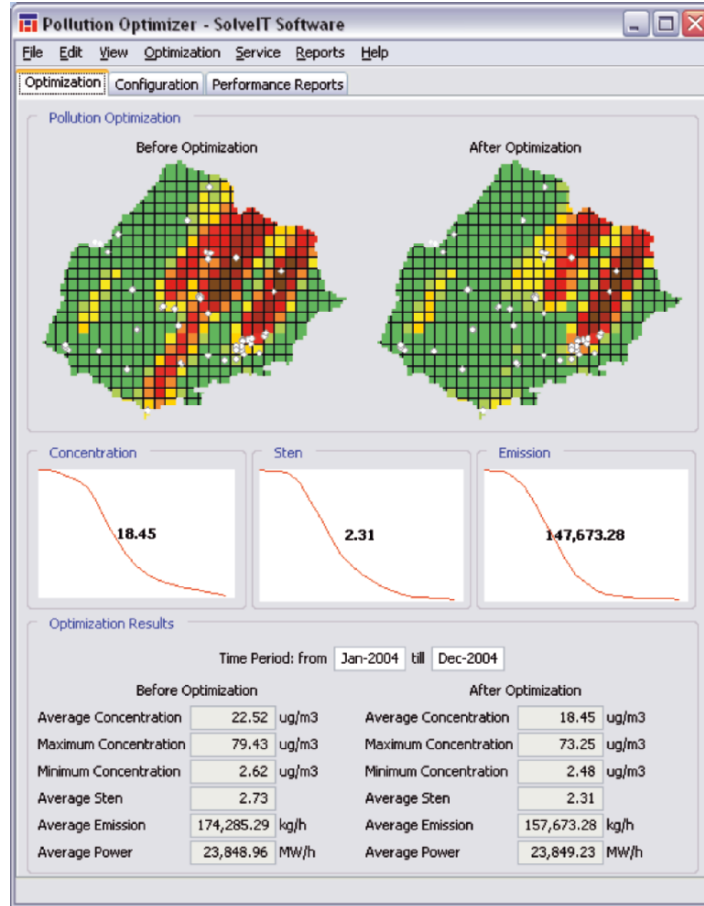 Pollution Optimizer - SolveIT Software
File Edit View Optimization Service Reports Help
Optimization Configuration Performance Reports
Pollution Optimization
Before Optimization After Optimization
Concentration Sten Emission
18.45 2.31 147,673.28
Optimization Results
Time Period: from Jan-2004 till Dec-2004
Before Optimization After Optimization
Average Concentration 22.52 ug/m3 Average Concentration 18.45 ug/m3
Maximum Concentration 79.43 ug/m3 Maximum Concentration 73.25 ug/m3
Minimum Concentration 2.62 ug/m3 Minimum Concentration 2.48 ug/m3
Average Sten 2.73 Average Sten 2.31
Average Emission 174,285.29 kg/h Average Emission 157,673.28 kg/h
Average Power 23,848.96 MW/h Average Power 23,849.23 MW/h